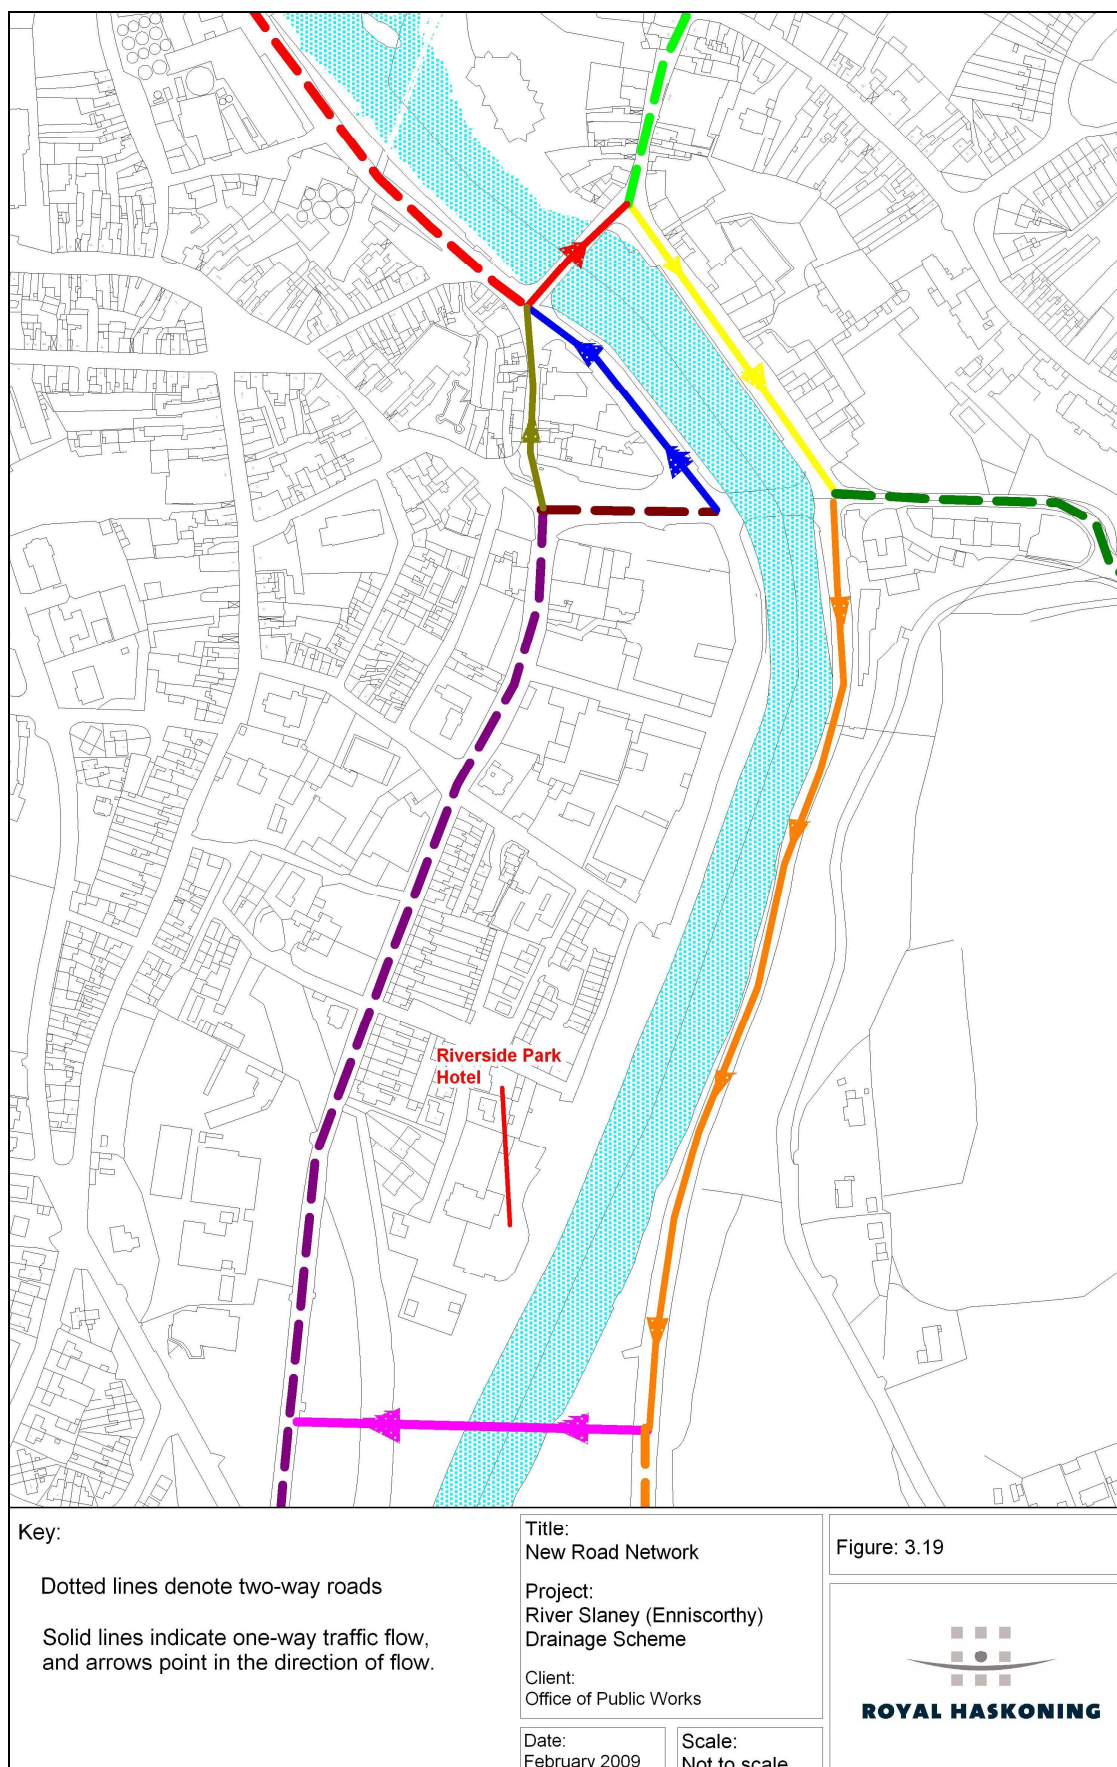 Riverside Park
Hotel
Key:
Dotted lines denote two-way roads
Solid lines indicate one-way traffic flow,
and arrows point in the direction of flow.
Title:
New Road Network
Project:
River Slaney (Enniscorthy)
Drainage Scheme
Client:
Office of Public Works
Date:
February 2009
Scale:
Not to scale
Figure: 3.19
ROYAL HASKONING